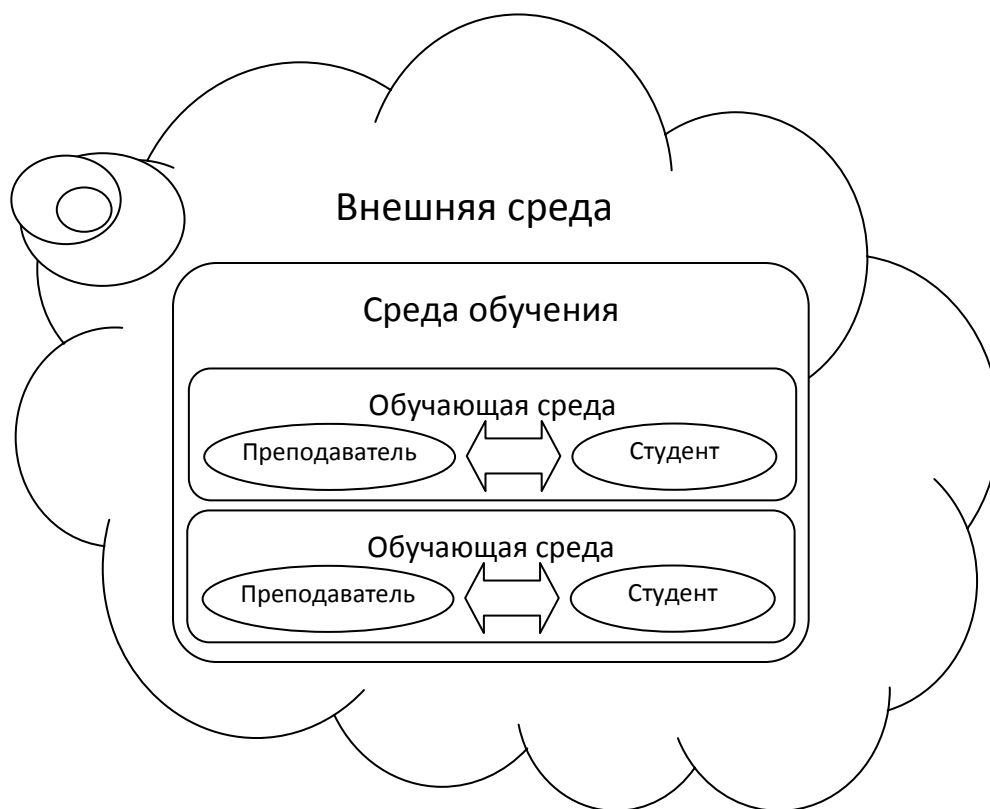 Внешняя среда
Среда обучения
Обучающая среда
Преподаватель
Студент
Обучающая среда
Преподаватель
Студент